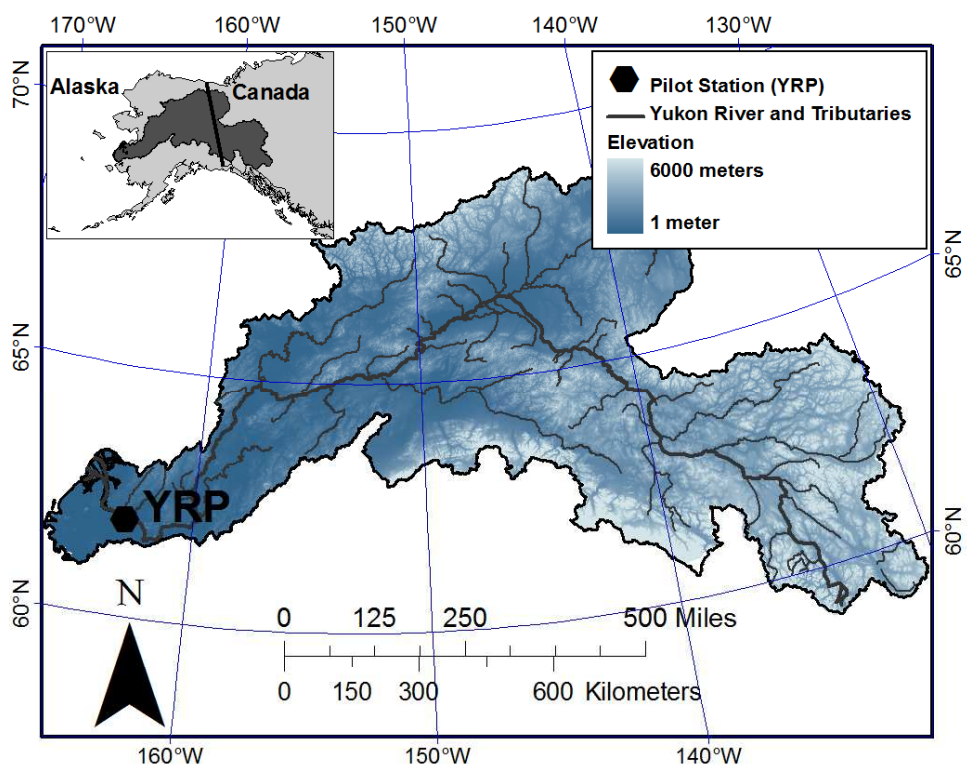 170°W 160°W 150°W 140°W 130°W
70°N
Alaska
Canada
Pilot Station (YRP)
Yukon River and Tributaries
Elevation
6000 meters
1 meter
65°N
65°N
YRP
60°N
60°N
N
0 125 250 500 Miles
0 150 300 600 Kilometers
160°W 150°W 140°W